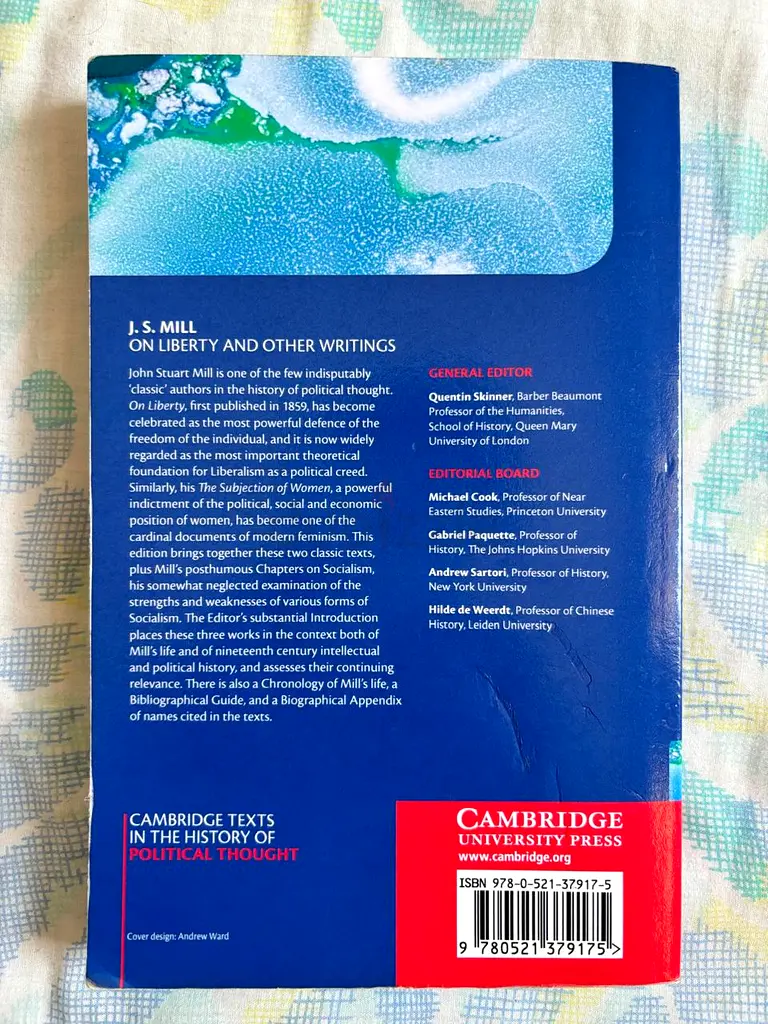 J. S. MILL
ON LIBERTY AND OTHER WRITINGS
John Stuart Mill is one of the few indisputably
'classic' authors in the history of political thought.
On Liberty, first published in 1859, has become
celebrated as the most powerful defence of the
freedom of the individual, and it is now widely
regarded as the most important theoretical
foundation for Liberalism as a political creed.
Similarly, his The Subjection of Women, a powerful
indictment of the political, social and economic
position of women, has become one of the
cardinal documents of modern feminism. This
edition brings together these two classic texts,
plus Mill's posthumous Chapters on Socialism,
his somewhat neglected examination of the
strengths and weaknesses of various forms of
Socialism. The Editor's substantial Introduction
places these three works in the context both of
Mill's life and of nineteenth century intellectual
and political history, and assesses their continuing
relevance. There is also a Chronology of Mill's life, a
Bibliographical Guide, and a Biographical Appendix
of names cited in the texts.
GENERAL EDITOR
Quentin Skinner, Barber Beaumont
Professor of the Humanities,
School of History, Queen Mary
University of London
EDITORIAL BOARD
Michael Cook, Professor of Near
Eastern Studies, Princeton University
Gabriel Paquette, Professor of
History, The Johns Hopkins University
Andrew Sartori, Professor of History,
New York University
Hilde de Weerdt, Professor of Chinese
History, Leiden University
CAMBRIDGE TEXTS
IN THE HISTORY OF
POLITICAL THOUGHT
Cover design: Andrew Ward
CAMBRIDGE
UNIVERSITY PRESS
www.cambridge.org
ISBN 978-0-521-37917-5
9 780521 379175 >